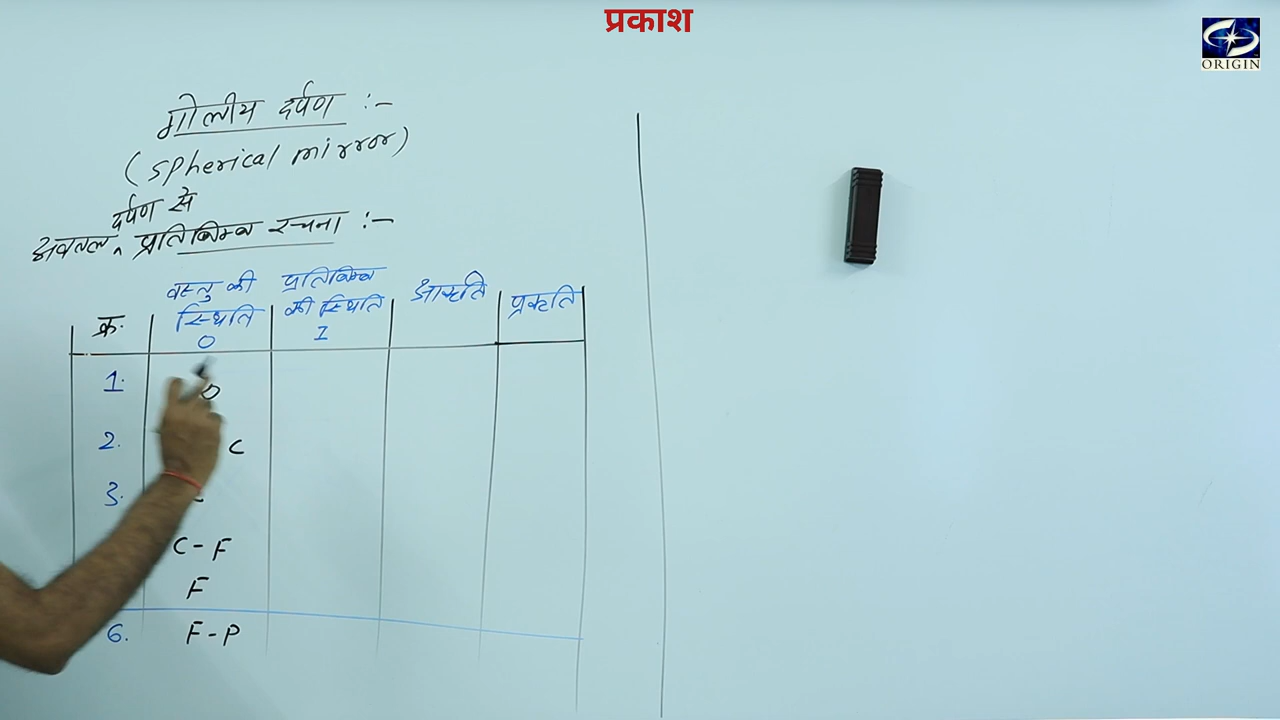 प्रकाश
ORIGIN
गोलीय दर्पण :-
(Spherical mirror)
दर्पण से
अवतल ^ प्रतिबिम्ब रचना :-
क्र. वस्तु की स्थिति O प्रतिबिम्ब की स्थिति I आकृति प्रकृति
1.
2. C
3.
C - F
F
6. F - P